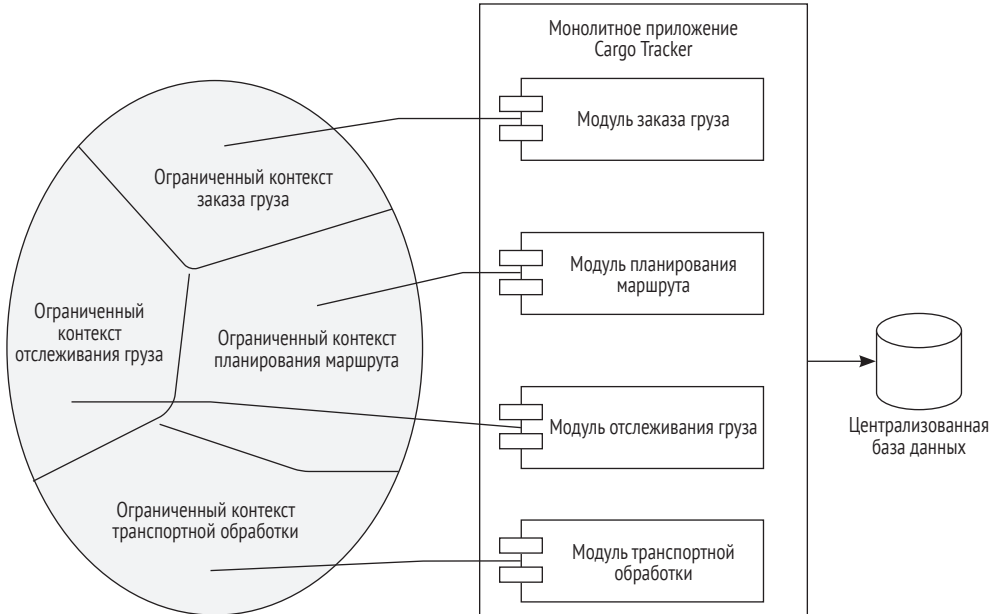 Монолитное приложение
Cargo Tracker
Модуль заказа груза
Ограниченный контекст
заказа груза
Модуль планирования
маршрута
Ограниченный
контекст
отслеживания груза
Ограниченный контекст
планирования маршрута
Модуль отслеживания груза
Централизованная
база данных
Ограниченный контекст
транспортной обработки
Модуль транспортной
обработки